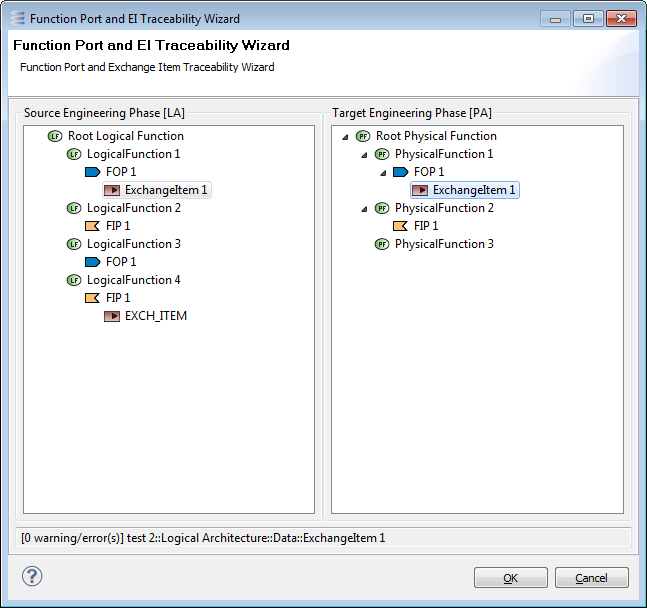 Function Port and EI Traceability Wizard
Function Port and EI Traceability Wizard
Function Port and Exchange Item Traceability Wizard
Source Engineering Phase [LA]
LF Root Logical Function
LF LogicalFunction 1
FOP 1
ExchangeItem 1
LF LogicalFunction 2
FIP 1
LF LogicalFunction 3
FOP 1
LF LogicalFunction 4
FIP 1
EXCH_ITEM
Target Engineering Phase [PA]
PF Root Physical Function
PF PhysicalFunction 1
FOP 1
ExchangeItem 1
PF PhysicalFunction 2
FIP 1
PF PhysicalFunction 3
[0 warning/error(s)] test 2::Logical Architecture::Data::ExchangeItem 1
?
OK
Cancel